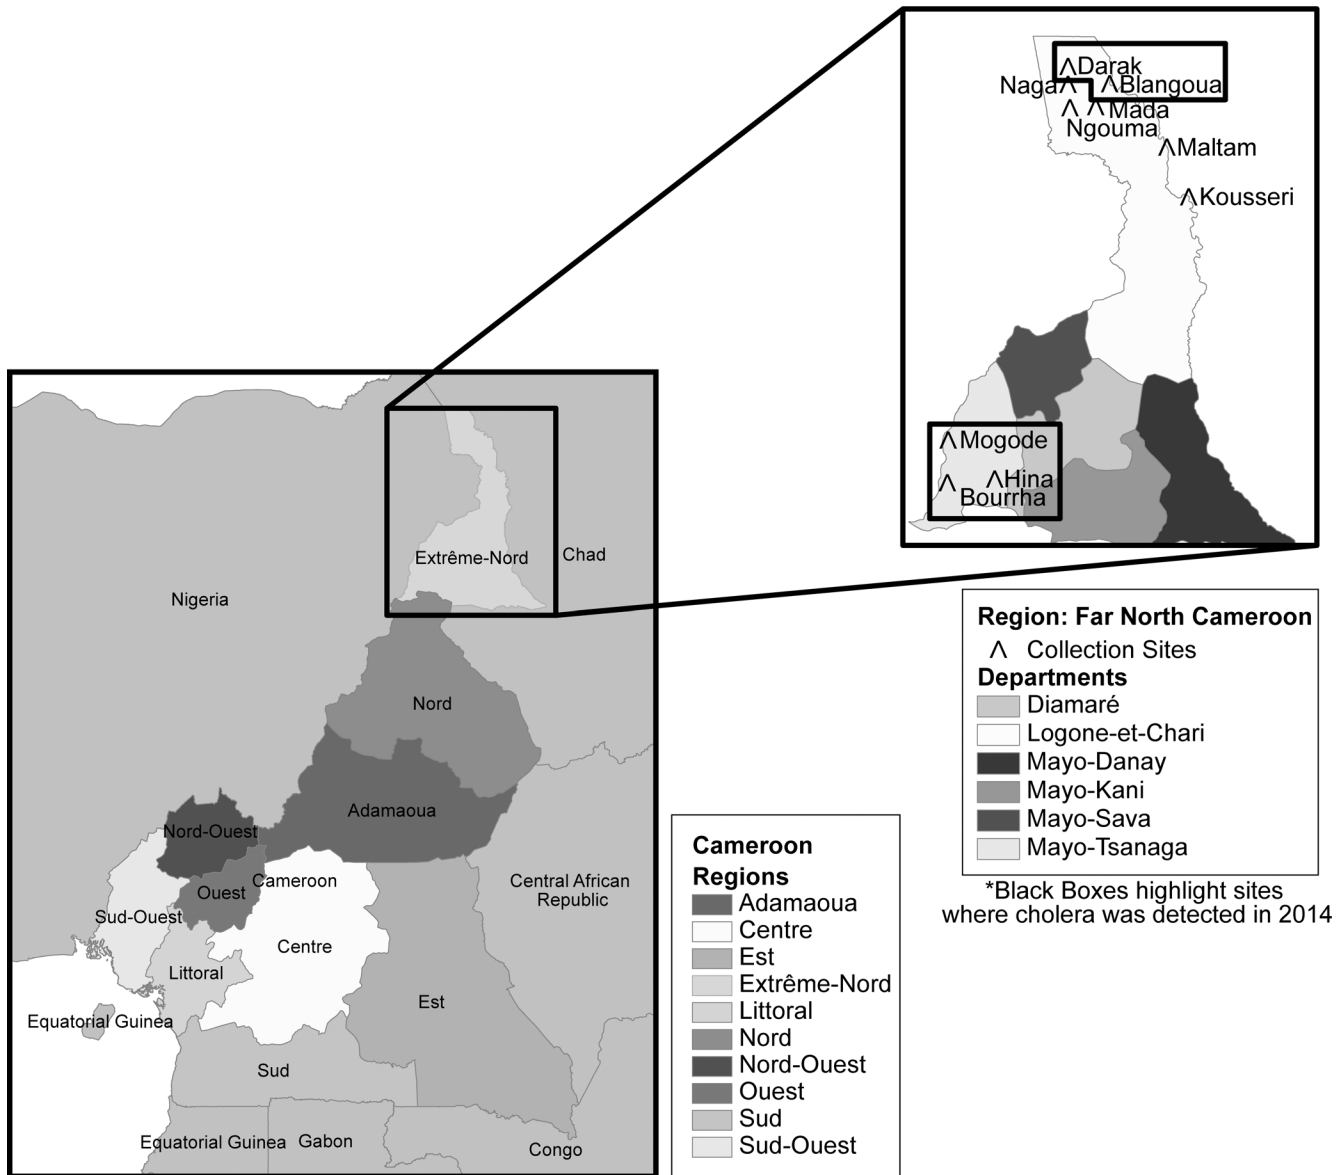 Darak
Naga
Blangoua
Mada
Ngouma
Maltam
Kousseri
Mogode
Hina
Bourrha
Extrême-Nord
Chad
Nigeria
Nord
Adamaoua
Nord-Ouest
Cameroon
Ouest
Central African
Republic
Sud-Ouest
Centre
Littoral
Est
Equatorial Guinea
Sud
Equatorial Guinea
Gabon
Congo
Region: Far North Cameroon
Collection Sites
Departments
Diamaré
Logone-et-Chari
Mayo-Danay
Mayo-Kani
Mayo-Sava
Mayo-Tsanaga
*Black Boxes highlight sites
where cholera was detected in 2014
Cameroon
Regions
Adamaoua
Centre
Est
Extrême-Nord
Littoral
Nord
Nord-Ouest
Ouest
Sud
Sud-Ouest